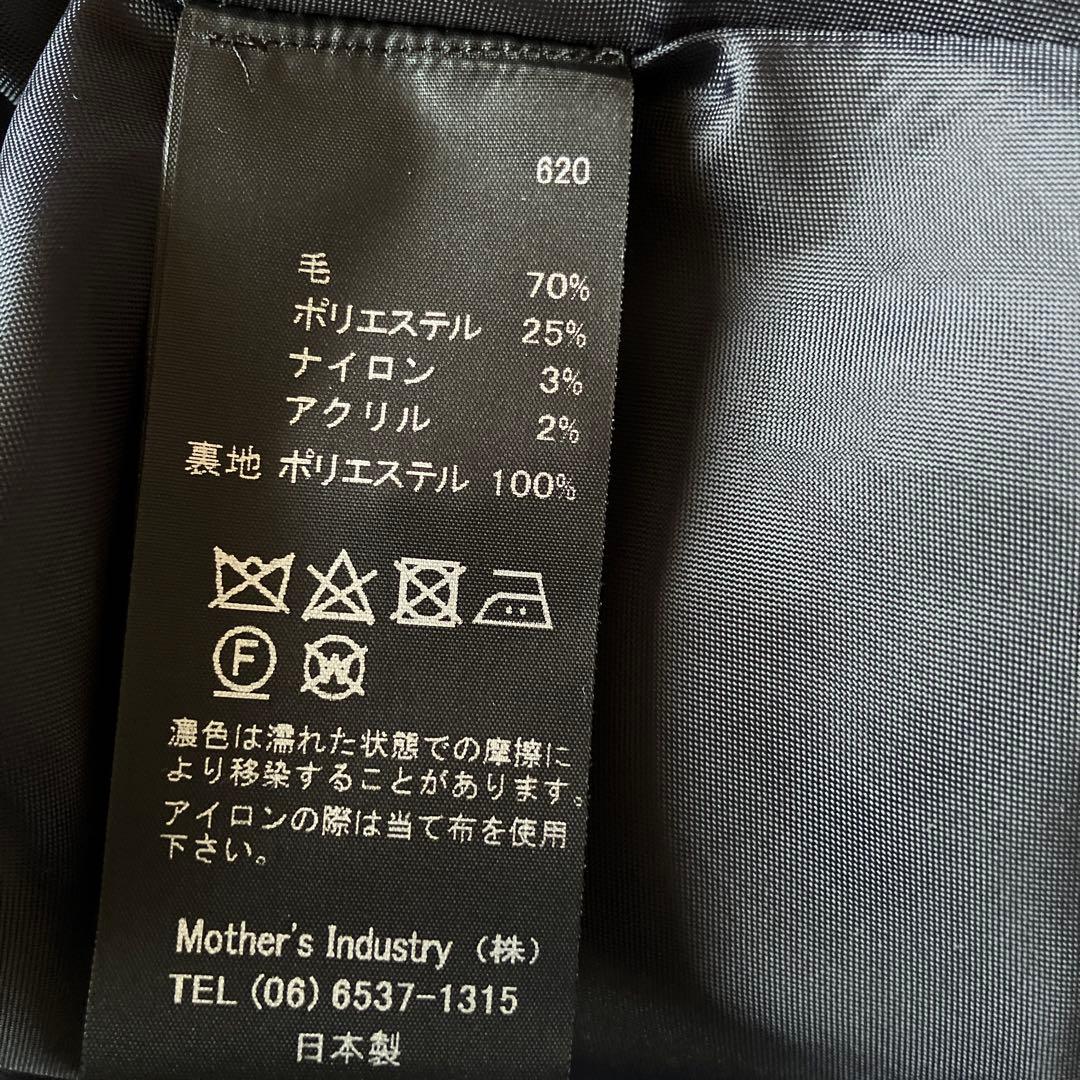 620
毛 70%
ポリエステル 25%
ナイロン 3%
アクリル 2%
裏地 ポリエステル 100%
F W
濃色は濡れた状態での摩擦に
より移染することがあります。
アイロンの際は当て布を使用
下さい。
Mother's Industry (株)
TEL (06) 6537-1315
日本製